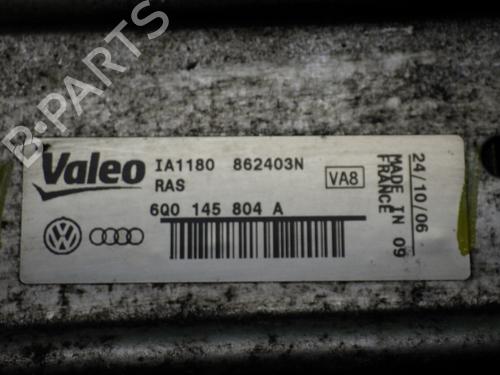 B-PARTS
Valeo
IA1180 862403N
RAS
VA8
6Q0 145 804 A
24/10/06
MADE IN 09
FRANCE